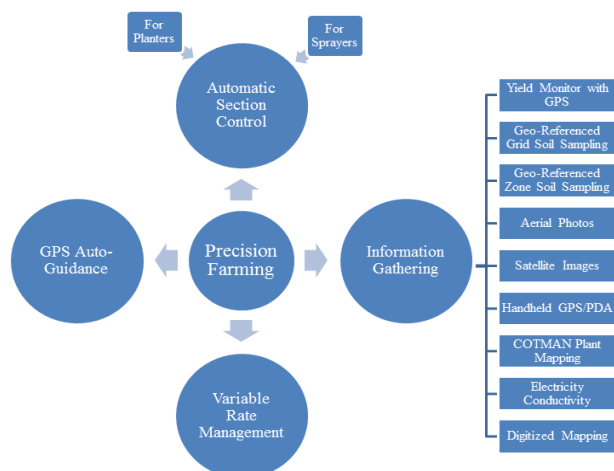 For
Planters
For
Sprayers
Automatic
Section
Control
GPS Auto-
Guidance
Precision
Farming
Information
Gathering
Variable
Rate
Management
Yield Monitor with
GPS
Geo-Referenced
Grid Soil Sampling
Geo-Referenced
Zone Soil Sampling
Aerial Photos
Satellite Images
Handheld GPS/PDA
COTMAN Plant
Mapping
Electricity
Conductivity
Digitized Mapping